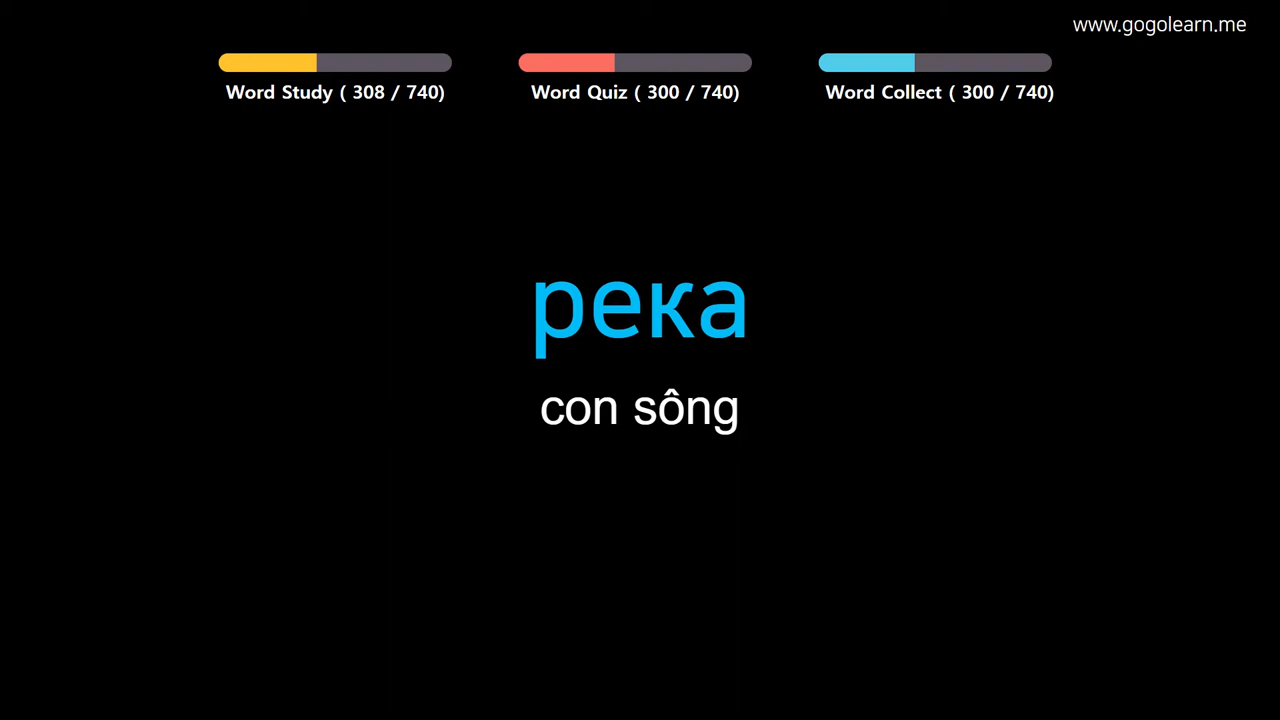 www.gogolearn.me
Word Study ( 308 / 740)
Word Quiz ( 300 / 740)
Word Collect ( 300 / 740)
река
con sông